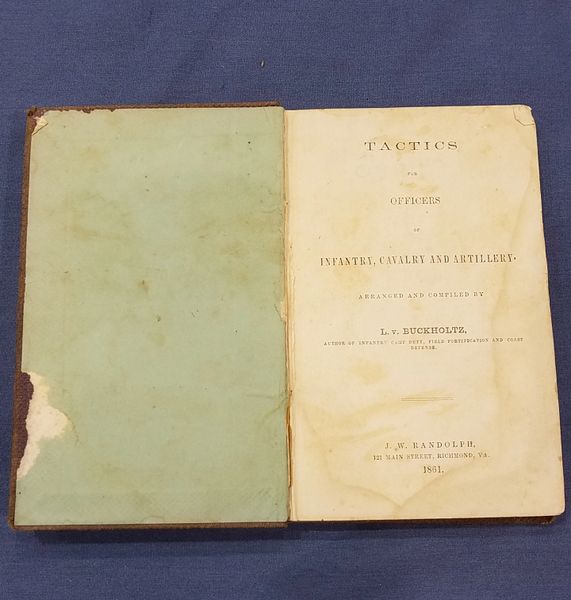 TACTICS
FOR
OFFICERS
OF
INFANTRY, CAVALRY AND ARTILLERY.
ARRANGED AND COMPILED BY
L. v. BUCKHOLTZ,
AUTHOR OF INFANTRY CAMP DUTY, FIELD FORTIFICATION AND COAST
DEFENSE.
J. W. RANDOLPH,
121 MAIN STREET, RICHMOND, VA.
1861.